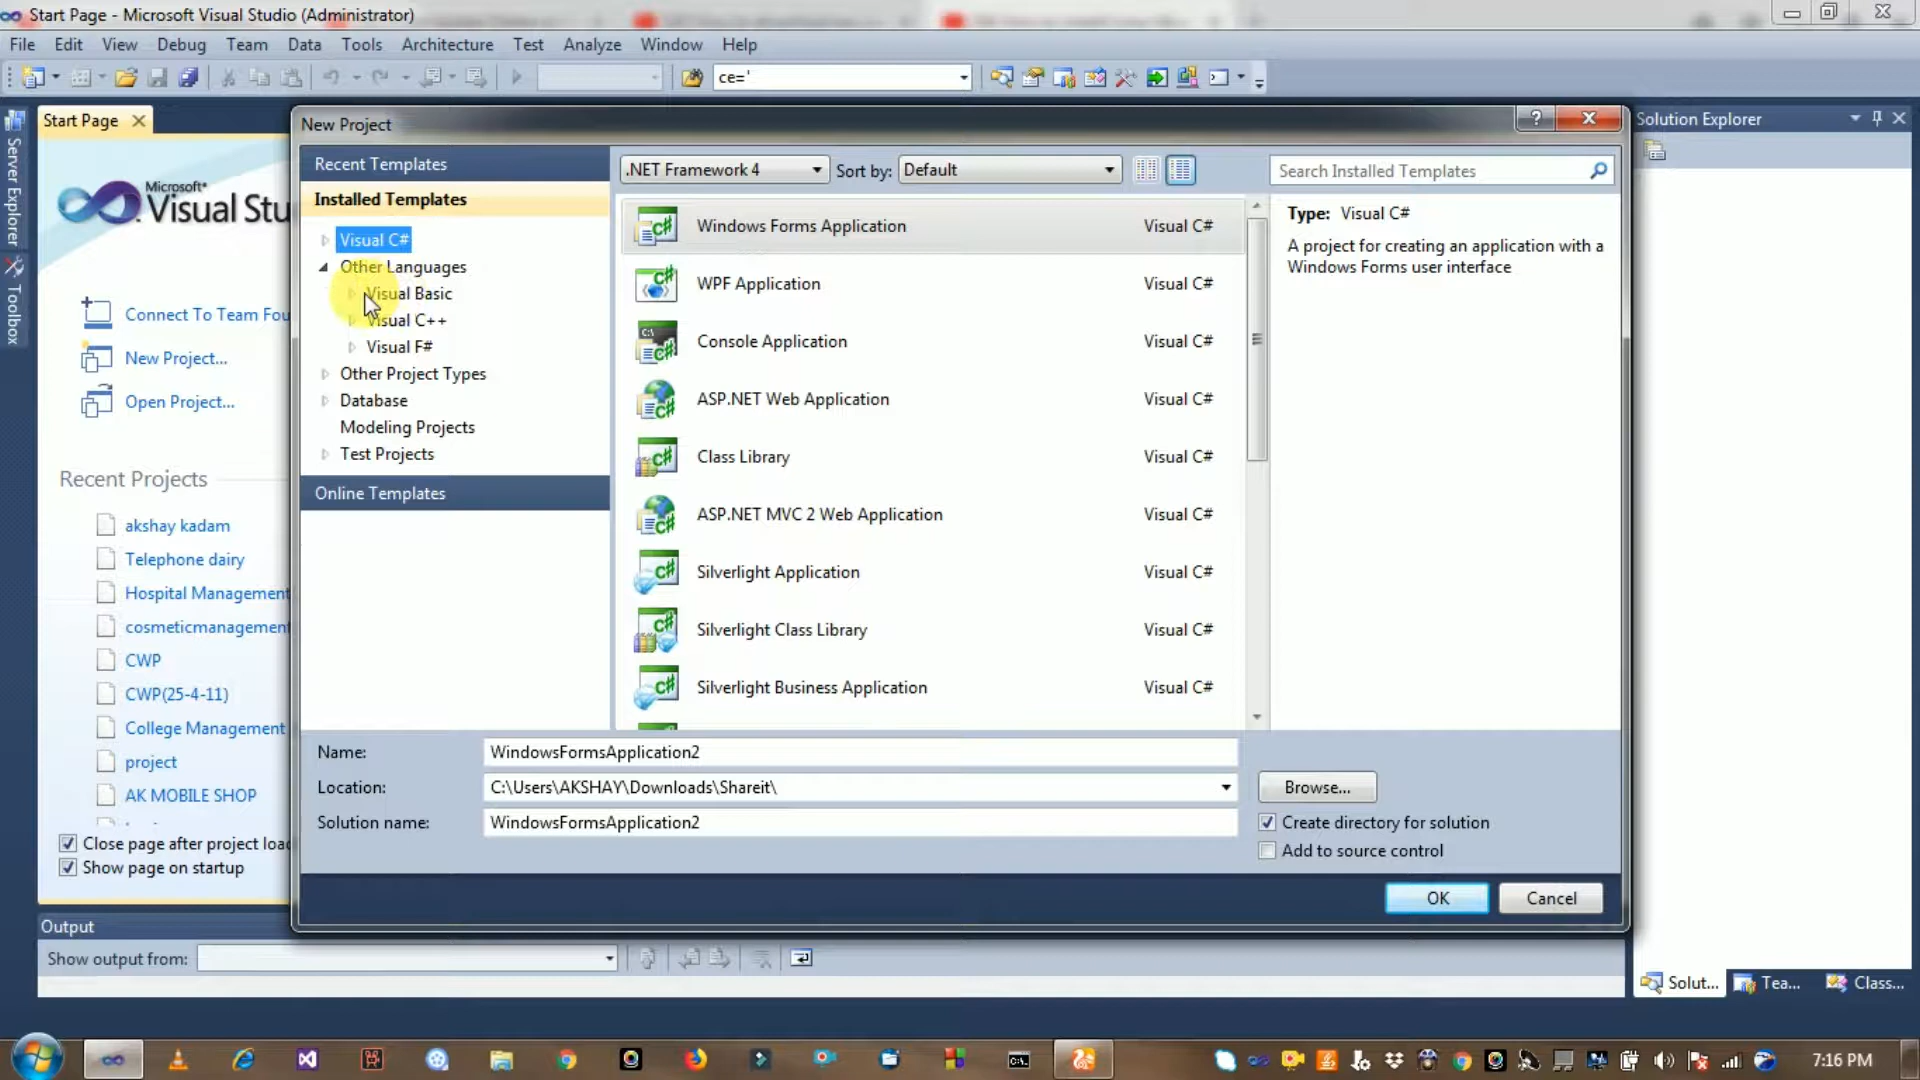 Start Page - Microsoft Visual Studio (Administrator)
File Edit View Debug Team Data Tools Architecture Test Analyze Window Help
ce='
Start Page
New Project
Solution Explorer
Server Explorer
Toolbox
Microsoft
Visual Stu
Connect To Team Fou
New Project...
Open Project...
Recent Projects
akshay kadam
Telephone dairy
Hospital Management
cosmeticmanagement
CWP
CWP(25-4-11)
College Management
project
AK MOBILE SHOP
Close page after project load
Show page on startup
Recent Templates
Installed Templates
Visual C#
Other Languages
Visual Basic
Visual C++
Visual F#
Other Project Types
Database
Modeling Projects
Test Projects
Online Templates
.NET Framework 4 Sort by: Default
Search Installed Templates
Windows Forms Application Visual C#
WPF Application Visual C#
Console Application Visual C#
ASP.NET Web Application Visual C#
Class Library Visual C#
ASP.NET MVC 2 Web Application Visual C#
Silverlight Application Visual C#
Silverlight Class Library Visual C#
Silverlight Business Application Visual C#
Type: Visual C#
A project for creating an application with a
Windows Forms user interface
Name: WindowsFormsApplication2
Location: C:\Users\AKSHAY\Downloads\Shareit\ Browse...
Solution name: WindowsFormsApplication2
Create directory for solution
Add to source control
OK Cancel
Output
Show output from:
Solut... Tea... Class...
7:16 PM